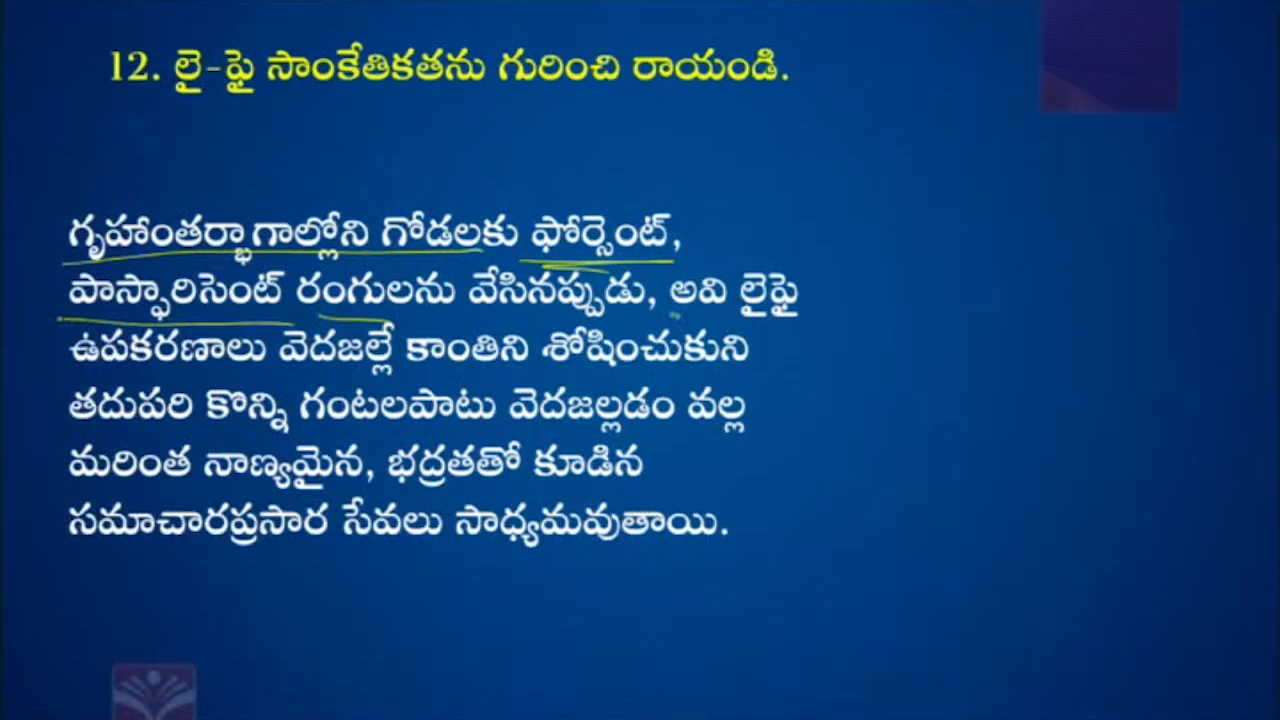 12. లై-ఫై సాంకేతికతను గురించి రాయండి.
గృహాంతర్భాగాల్లోని గోడలకు ఫోర్సెంట్,
పాస్ఫారిసెంట్ రంగులను వేసినప్పుడు, అవి లైఫై
ఉపకరణాలు వెదజల్లే కాంతిని శోషించుకుని
తదుపరి కొన్ని గంటలపాటు వెదజల్లడం వల్ల
మరింత నాణ్యమైన, భద్రతతో కూడిన
సమాచారప్రసార సేవలు సాధ్యమవుతాయి.